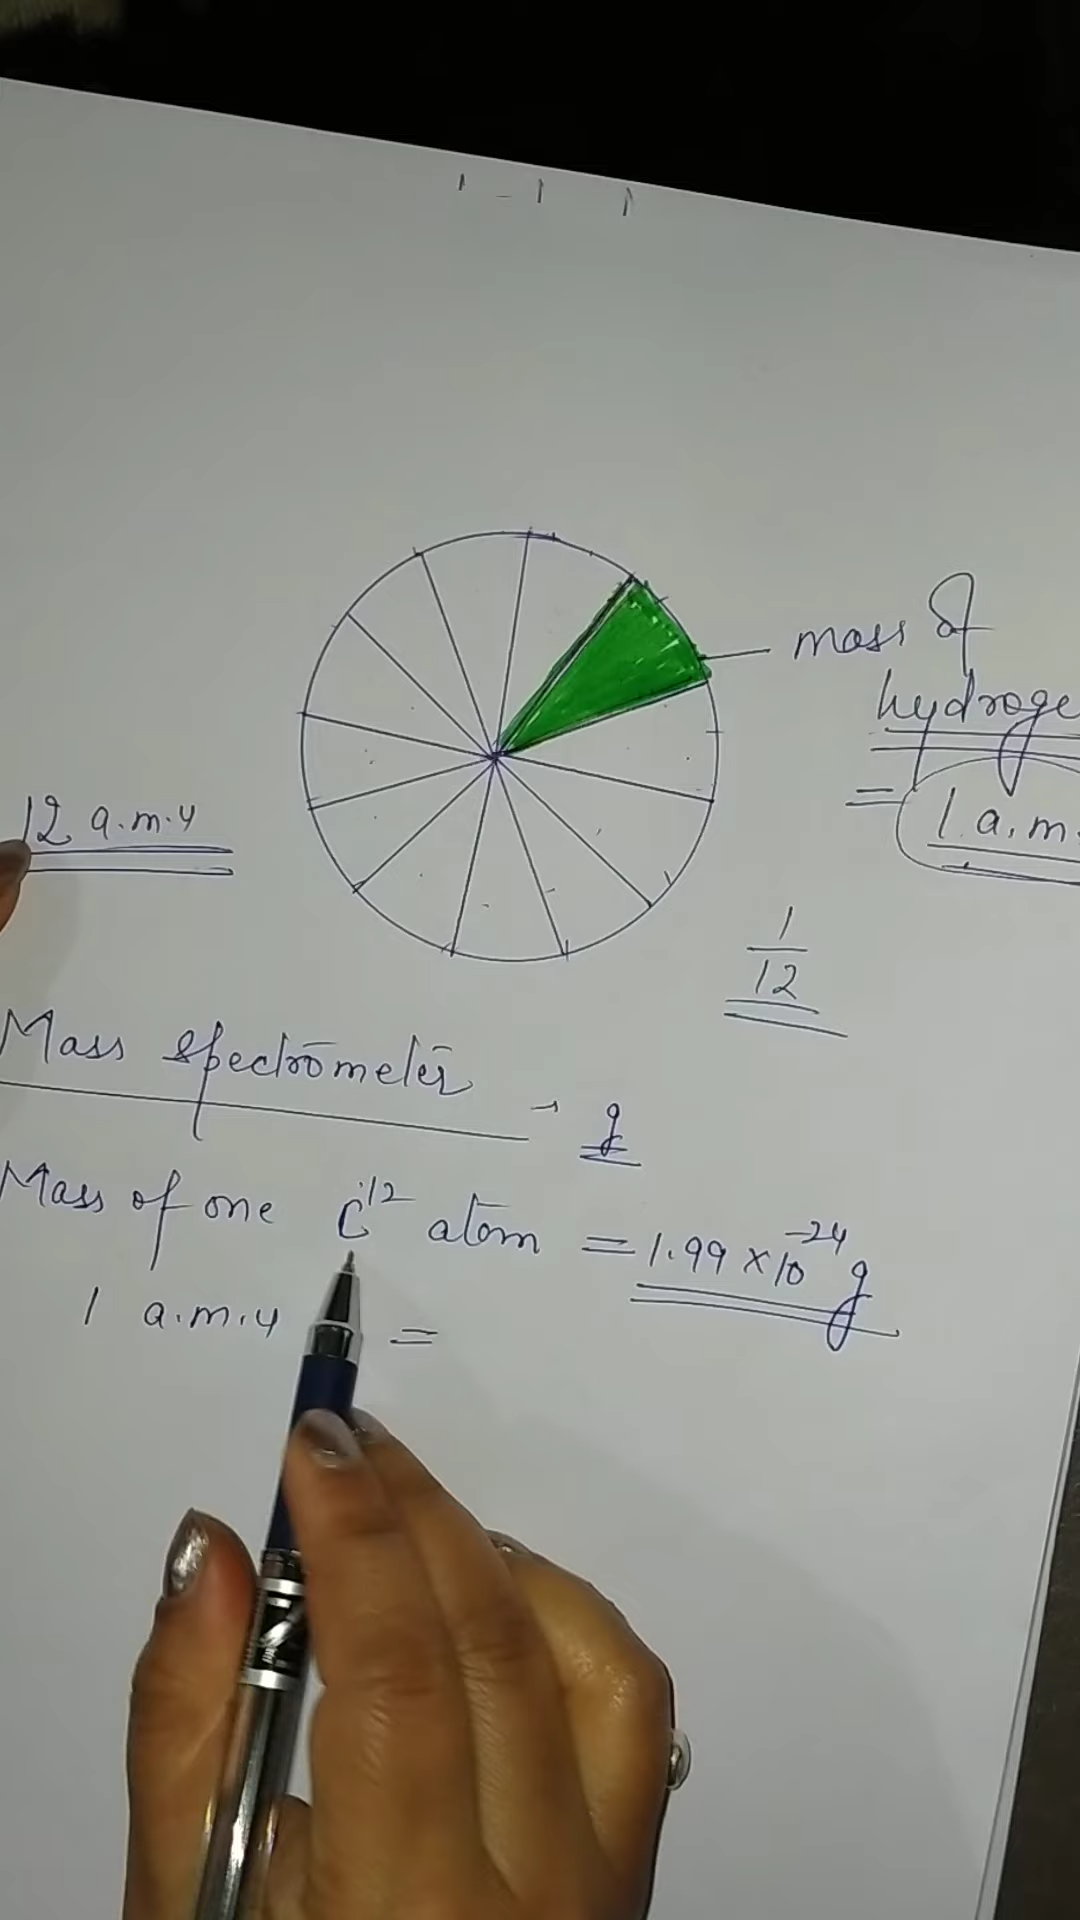 mass of
hydroge
= 1 a.m.
12 a.m.u
1
12
Mass spectrometer → g
Mass of one C¹² atom = 1.99 × 10⁻²⁴ g
1 a.m.u =